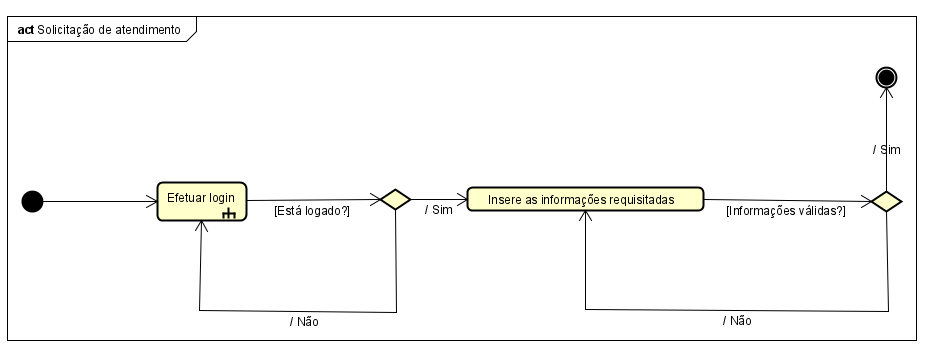 act Solicitação de atendimento
/ Sim
Efetuar login
[Está logado?]
/ Sim
Insere as informações requisitadas
[Informações válidas?]
/ Não
/ Não